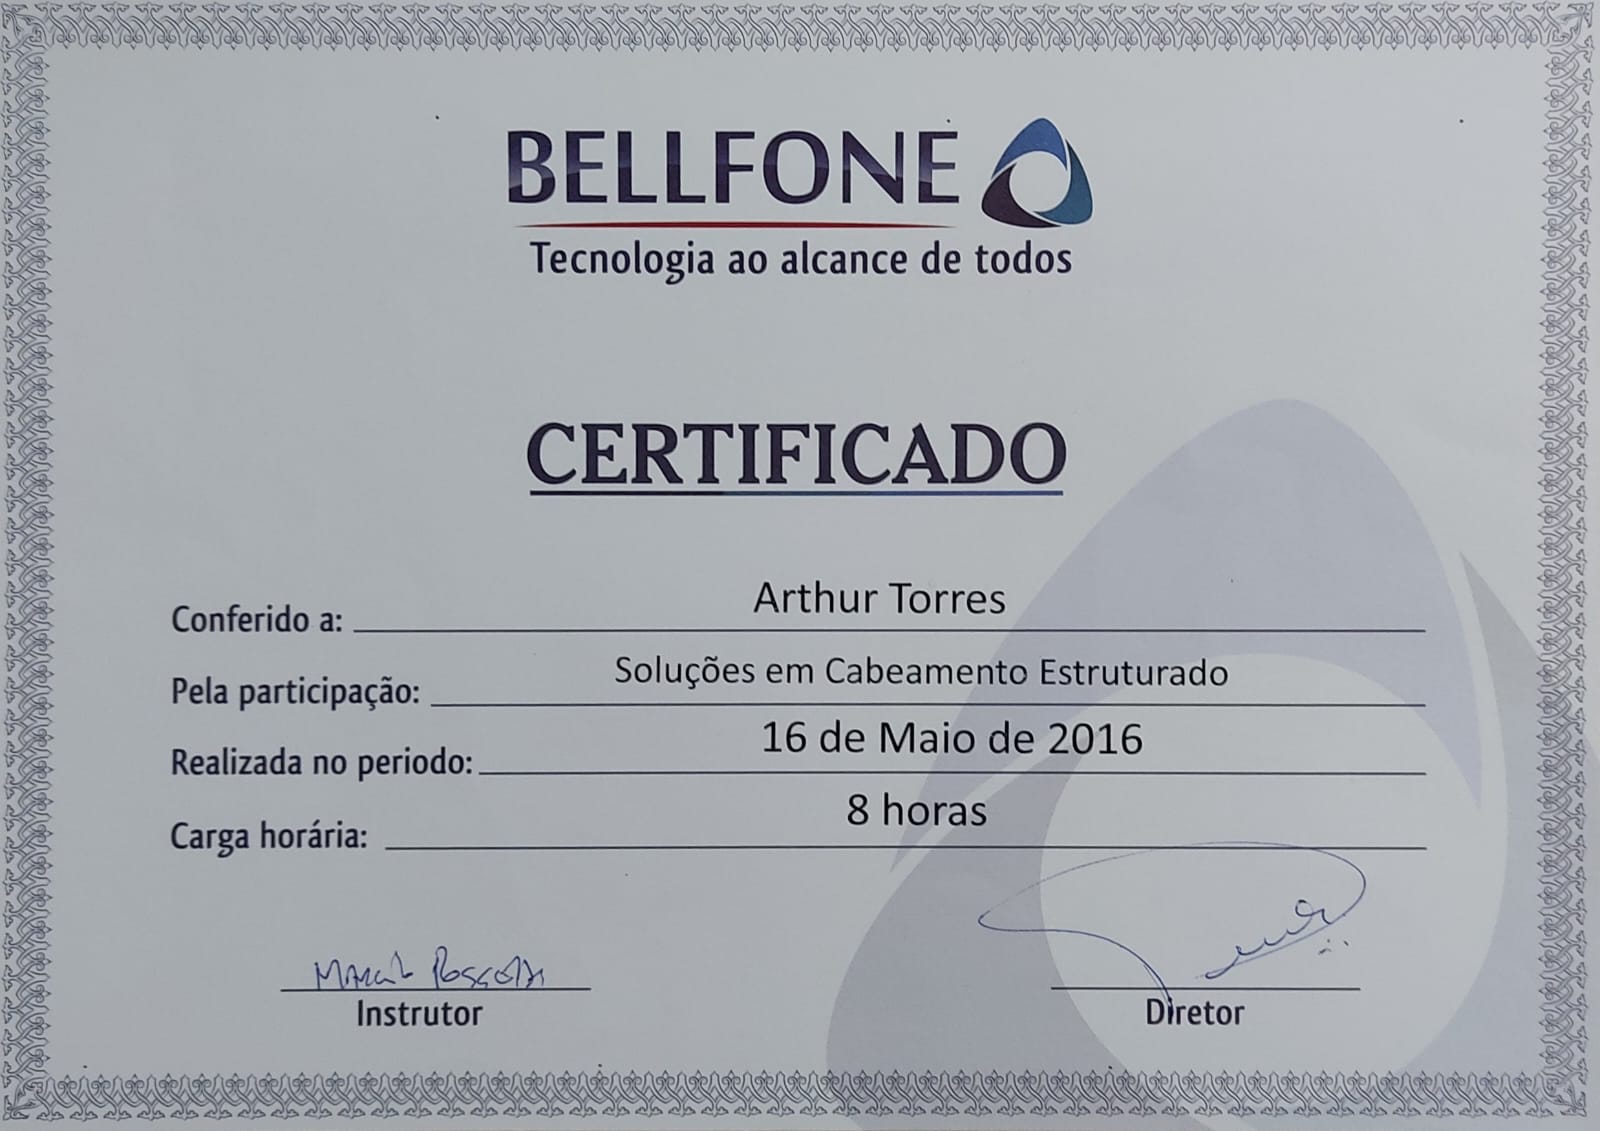 BELLFONE
Tecnologia ao alcance de todos
CERTIFICADO
Conferido a: Arthur Torres
Pela participação: Soluções em Cabeamento Estruturado
Realizada no periodo: 16 de Maio de 2016
Carga horária: 8 horas
Instrutor
Diretor